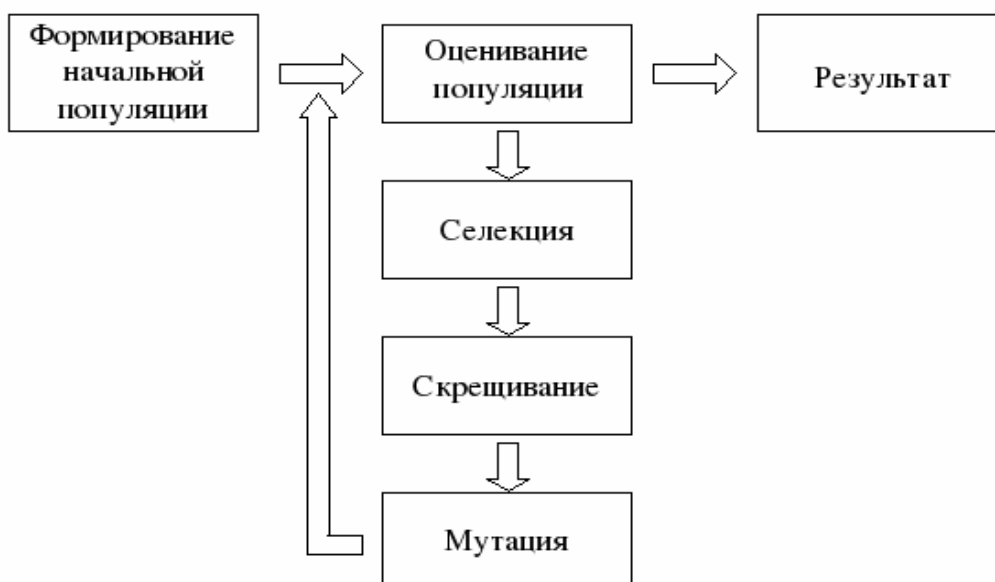 Формирование
начальной
популяции
Оценивание
популяции
Результат
Селекция
Скрещивание
Мутация